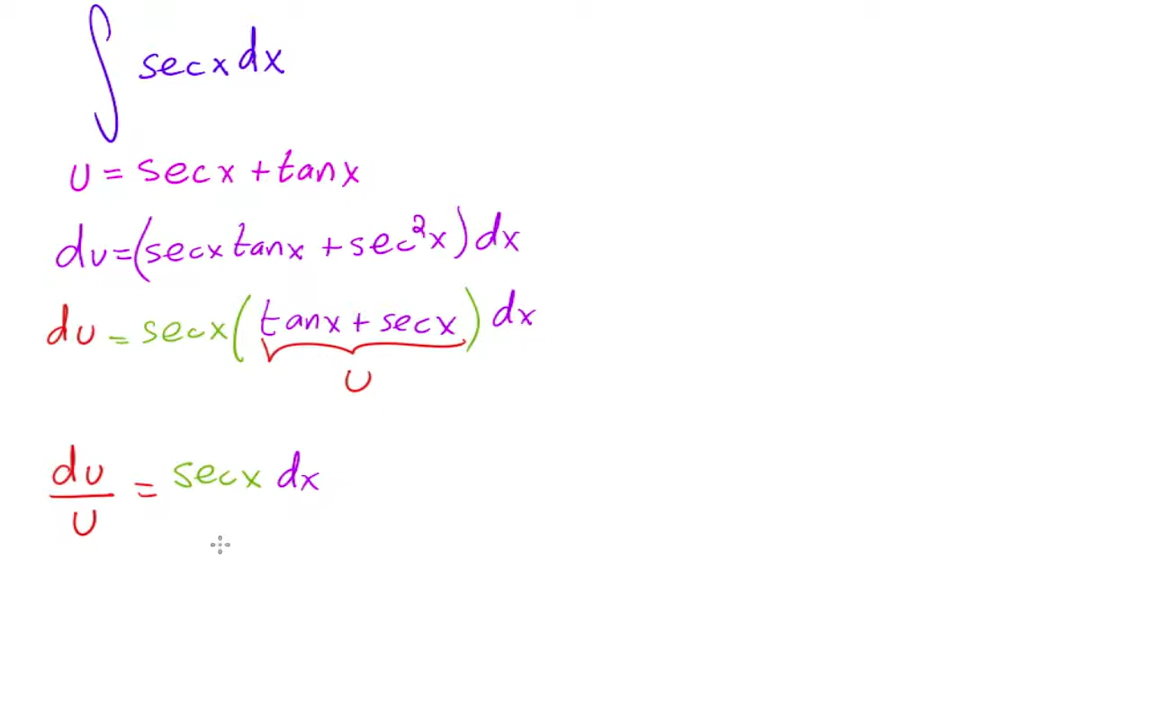 ∫ secx dx
u = secx + tanx
du = (secx tanx + sec²x) dx
du = secx (tanx + secx) dx
u
du/u = secx dx